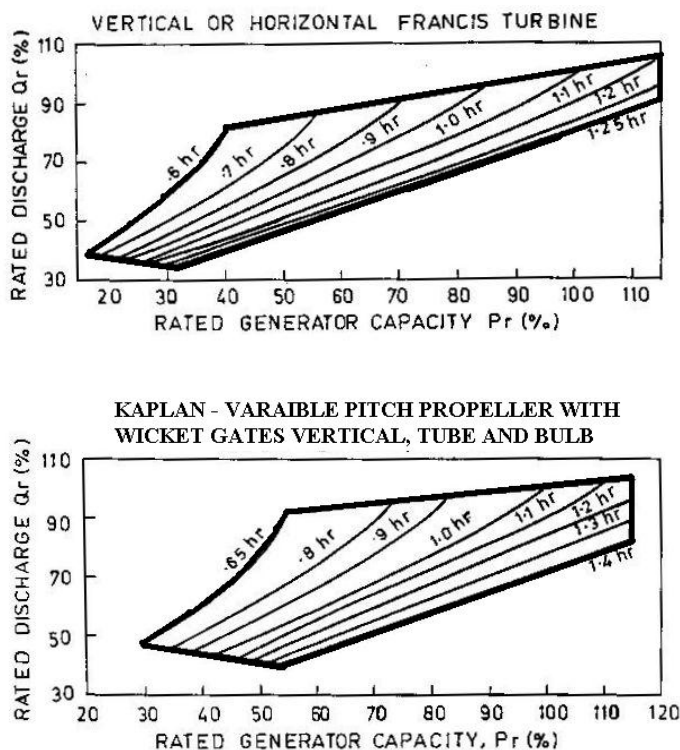 VERTICAL OR HORIZONTAL FRANCIS TURBINE
RATED DISCHARGE Qr (%)
110
90
70
50
30
.6 hr
.7 hr
.8 hr
.9 hr
1.0 hr
1.1 hr
1.2 hr
1.25 hr
20 30 40 50 60 70 80 90 100 110
RATED GENERATOR CAPACITY Pr (%)
KAPLAN - VARAIBLE PITCH PROPELLER WITH
WICKET GATES VERTICAL, TUBE AND BULB
RATED DISCHARGE Qr (%)
110
90
70
50
30
.65 hr
.8 hr
.9 hr
1.0 hr
1.1 hr
1.2 hr
1.3 hr
1.4 hr
20 30 40 50 60 70 80 90 100 110 120
RATED GENERATOR CAPACITY, Pr (%)